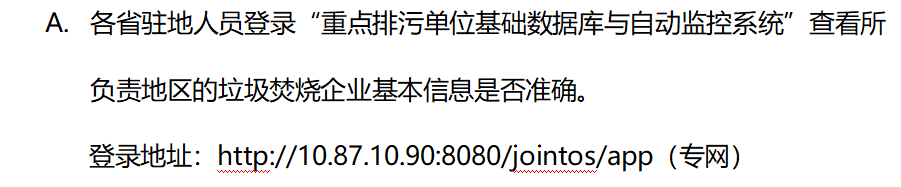 A. 各省驻地人员登录“重点排污单位基础数据库与自动监控系统”查看所
负责地区的垃圾焚烧企业基本信息是否准确。
登录地址：http://10.87.10.90:8080/jointos/app（专网）